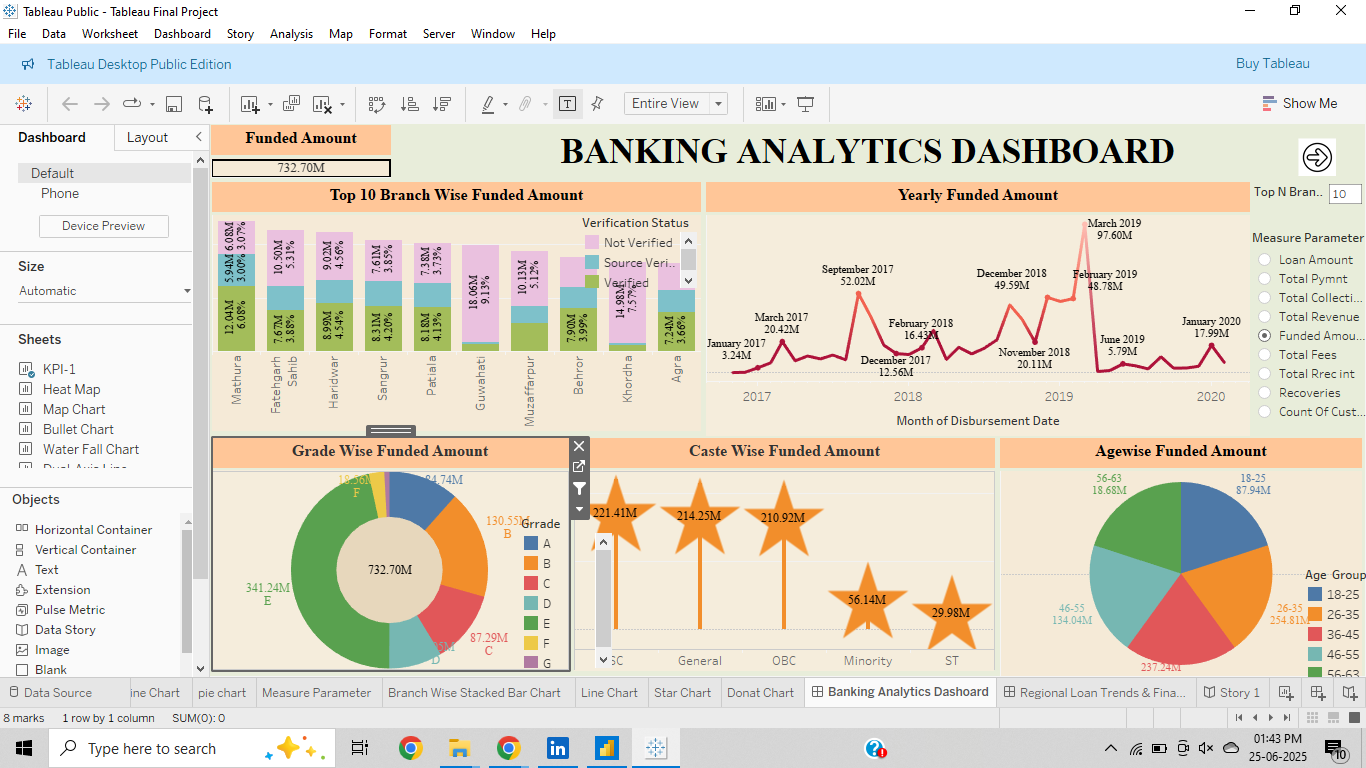 Tableau Public - Tableau Final Project
File Data Worksheet Dashboard Story Analysis Map Format Server Window Help
Tableau Desktop Public Edition
Buy Tableau
Entire View
Show Me
Dashboard
Layout
Default
Phone
Device Preview
Size
Automatic
Sheets
KPI-1
Heat Map
Map Chart
Bullet Chart
Water Fall Chart
Dual Axis Line
Objects
Horizontal Container
Vertical Container
Text
Extension
Pulse Metric
Data Story
Image
Blank
Funded Amount
732.70M
BANKING ANALYTICS DASHBOARD
Top 10 Branch Wise Funded Amount
Verification Status
Not Verified
Source Veri..
Verified
6.08M 3.07%
5.94M 3.00%
12.04M 6.08%
10.50M 5.31%
7.67M 3.88%
9.02M 4.56%
8.99M 4.54%
7.61M 3.85%
8.31M 4.20%
7.38M 3.73%
8.18M 4.13%
18.06M 9.13%
10.13M 5.12%
7.90M 3.99%
14.98M 7.57%
7.24M 3.66%
Mathura
Fatehgarh Sahib
Haridwar
Sangrur
Patiala
Guwahati
Muzaffarpur
Behror
Khordha
Agra
Yearly Funded Amount
January 2017
3.24M
March 2017
20.42M
September 2017
52.02M
December 2017
12.56M
February 2018
16.43M
December 2018
49.59M
November 2018
20.11M
February 2019
48.78M
March 2019
97.60M
June 2019
5.79M
January 2020
17.99M
2017 2018 2019 2020
Month of Disbursement Date
Top N Bran.. 10
Measure Parameter
Loan Amount
Total Pymnt
Total Collecti...
Total Revenue
Funded Amou...
Total Fees
Total Rrec int
Recoveries
Count Of Cust...
Grade Wise Funded Amount
84.74M
130.55M
B
87.29M
C
D
341.24M
E
18.56M
F
732.70M
Grrade
A
B
C
D
E
F
G
Caste Wise Funded Amount
221.41M
214.25M
210.92M
56.14M
29.98M
SC General OBC Minority ST
Agewise Funded Amount
56-63
18.68M
18-25
87.94M
46-55
134.04M
26-35
254.81M
237.24M
Age Group
18-25
26-35
36-45
46-55
56-63
Data Source
ine Chart
pie chart
Measure Parameter
Branch Wise Stacked Bar Chart
Line Chart
Star Chart
Donat Chart
Banking Analytics Dashoard
Regional Loan Trends & Fina...
Story 1
8 marks 1 row by 1 column SUM(0): 0
Type here to search
01:43 PM
25-06-2025
10